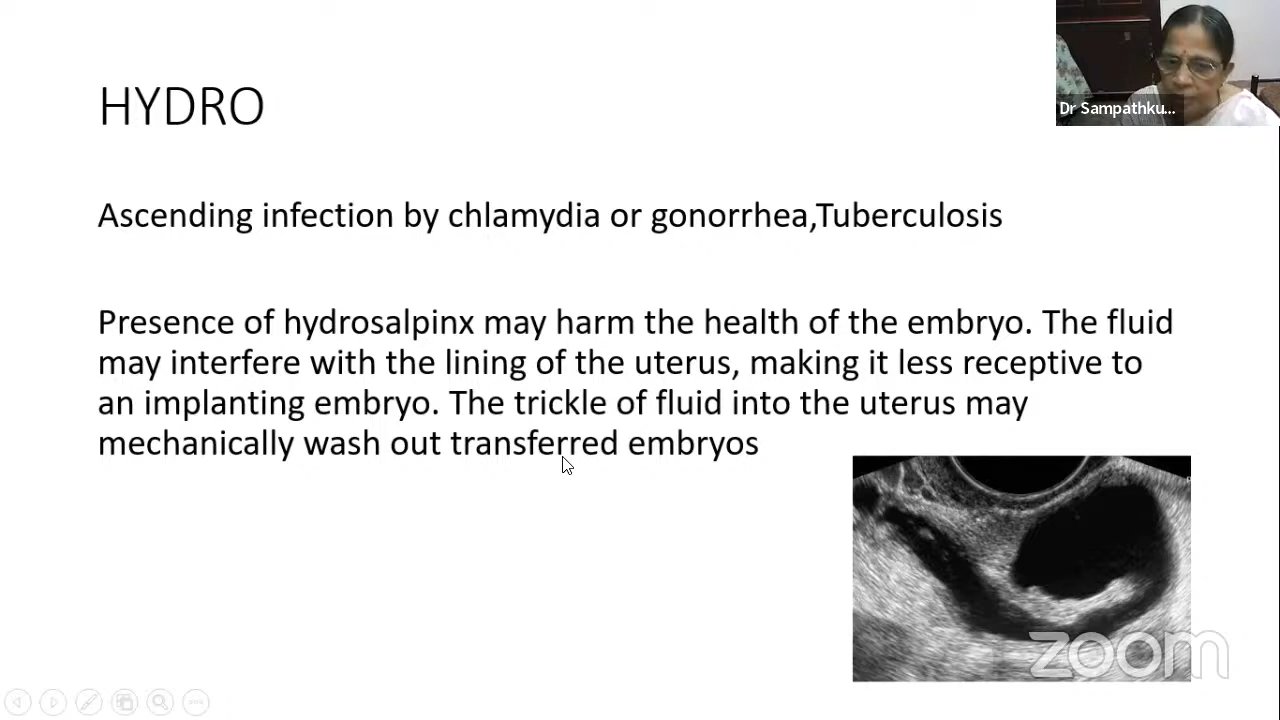 HYDRO
Dr Sampathku...
Ascending infection by chlamydia or gonorrhea,Tuberculosis
Presence of hydrosalpinx may harm the health of the embryo. The fluid
may interfere with the lining of the uterus, making it less receptive to
an implanting embryo. The trickle of fluid into the uterus may
mechanically wash out transferred embryos
zoom